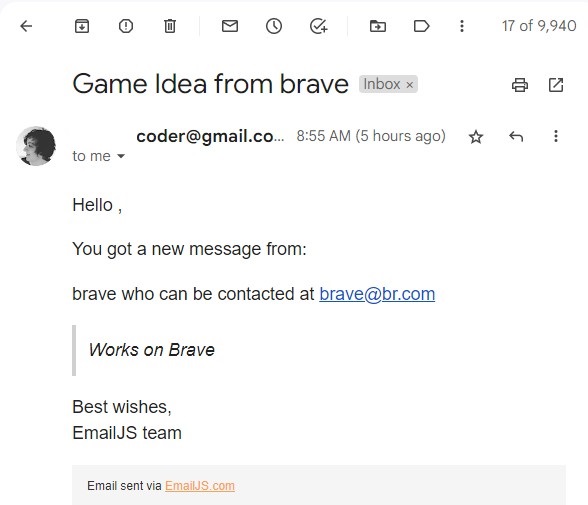 17 of 9,940
Game Idea from brave Inbox ×
coder@gmail.co... 8:55 AM (5 hours ago)
to me
Hello ,
You got a new message from:
brave who can be contacted at brave@br.com
Works on Brave
Best wishes,
EmailJS team
Email sent via EmailJS.com